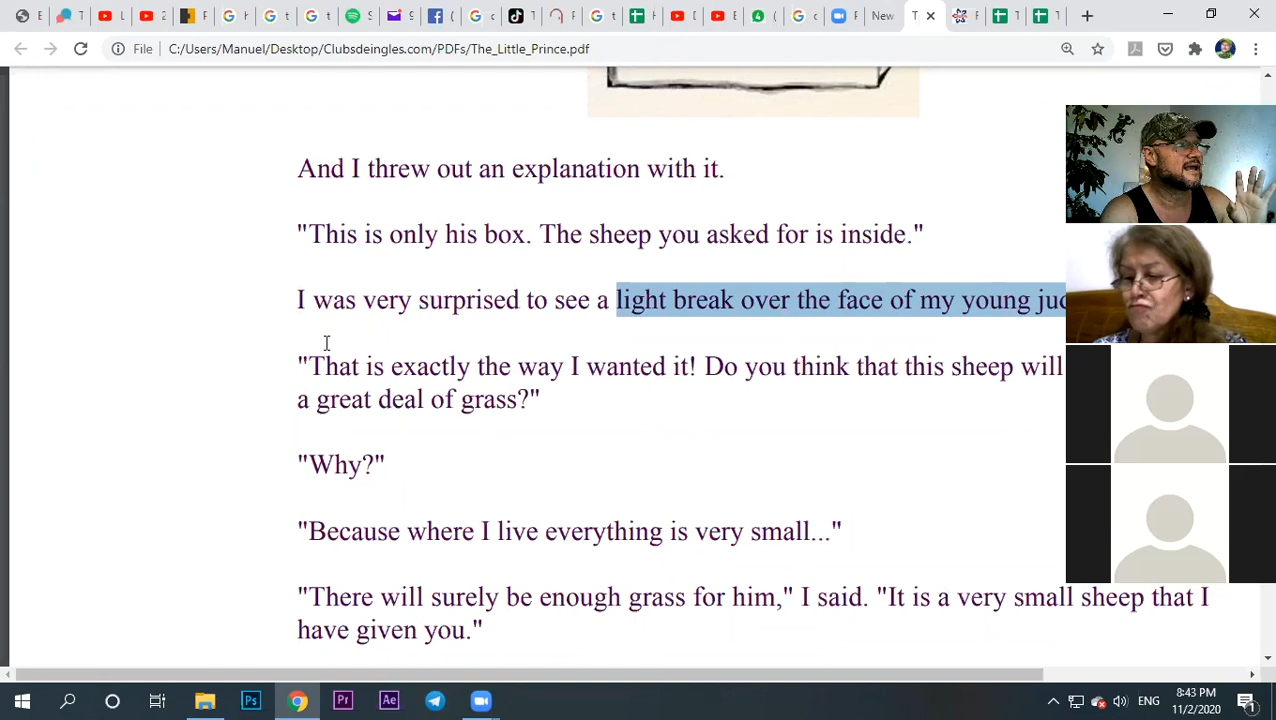 File C:/Users/Manuel/Desktop/Clubsdeingles.com/PDFs/The_Little_Prince.pdf
And I threw out an explanation with it.
"This is only his box. The sheep you asked for is inside."
I was very surprised to see a light break over the face of my young
"That is exactly the way I wanted it! Do you think that this sheep will
a great deal of grass?"
"Why?"
"Because where I live everything is very small..."
"There will surely be enough grass for him," I said. "It is a very small sheep that I
have given you."
ENG
8:43 PM
11/2/2020